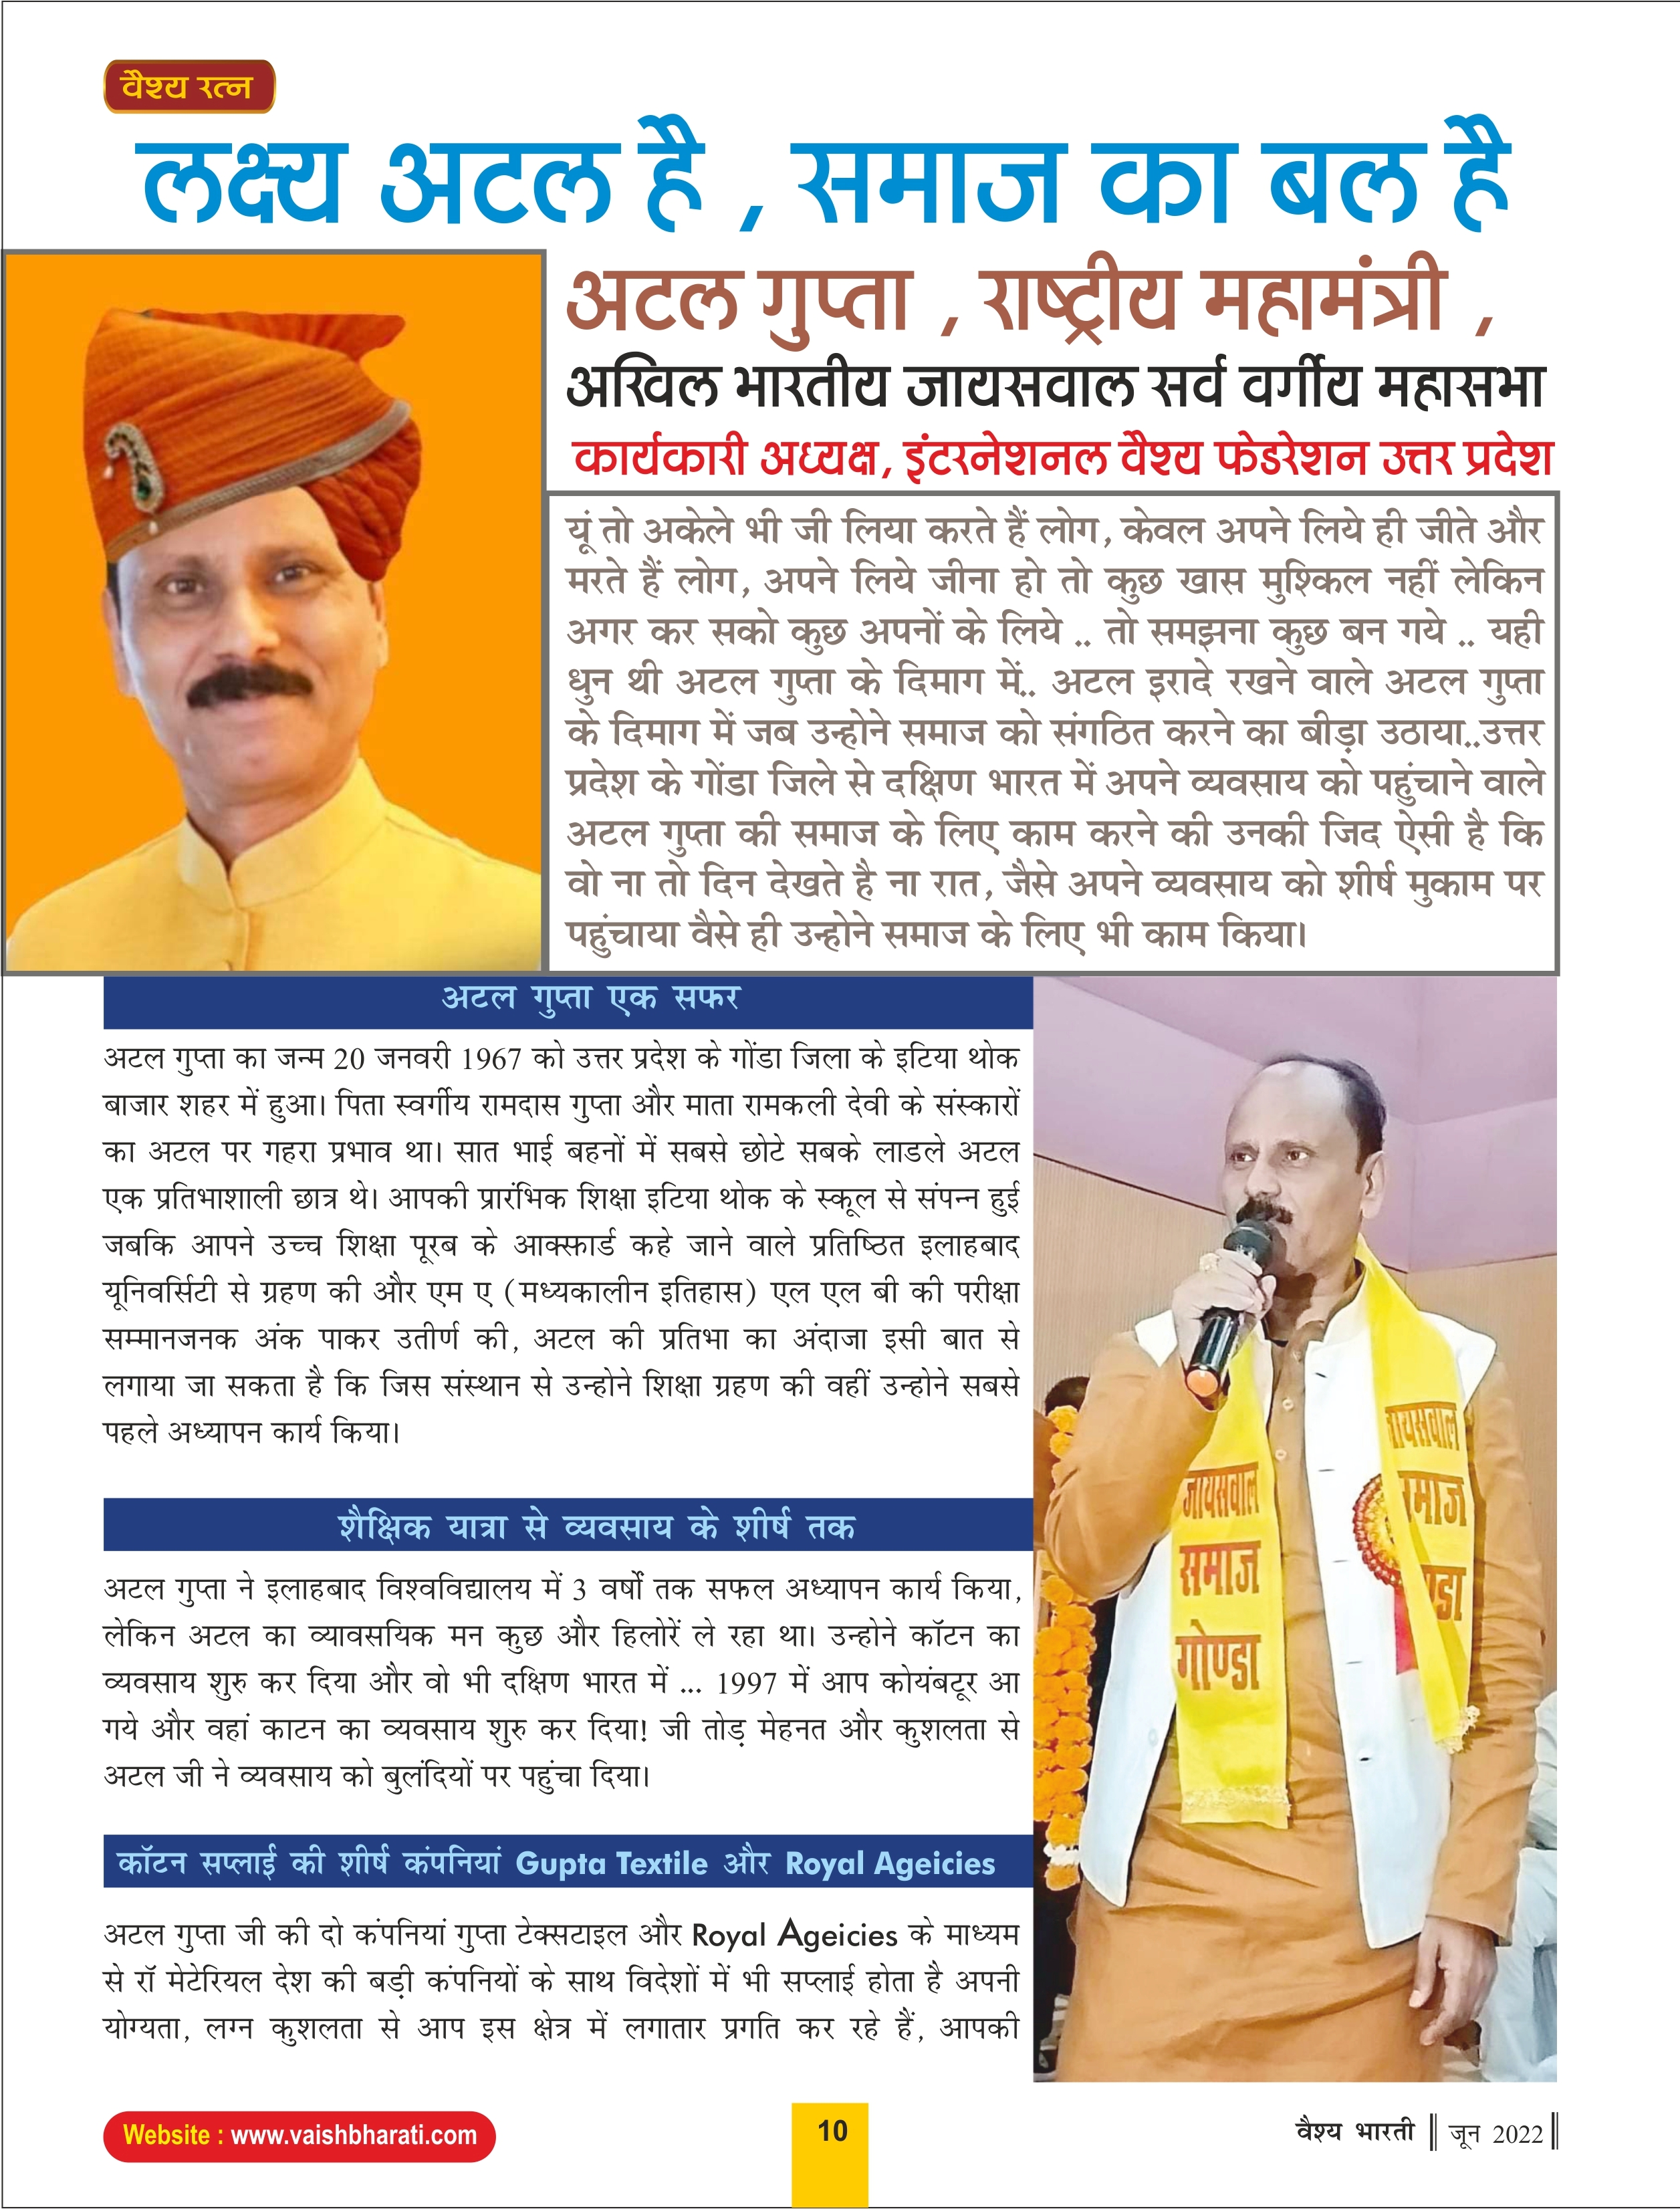 वैश्य रत्न
लक्ष्य अटल है , समाज का बल है
अटल गुप्ता , राष्ट्रीय महामंत्री ,
अखिल भारतीय जायसवाल सर्व वर्गीय महासभा
कार्यकारी अध्यक्ष, इंटरनेशनल वैश्य फेडरेशन उत्तर प्रदेश
यूं तो अकेले भी जी लिया करते हैं लोग, केवल अपने लिये ही जीते और
मरते हैं लोग, अपने लिये जीना हो तो कुछ खास मुश्किल नहीं लेकिन
अगर कर सको कुछ अपनों के लिये .. तो समझना कुछ बन गये .. यही
धुन थी अटल गुप्ता के दिमाग में.. अटल इरादे रखने वाले अटल गुप्ता
के दिमाग में जब उन्होने समाज को संगठित करने का बीड़ा उठाया..उत्तर
प्रदेश के गोंडा जिले से दक्षिण भारत में अपने व्यवसाय को पहुंचाने वाले
अटल गुप्ता की समाज के लिए काम करने की उनकी जिद ऐसी है कि
वो ना तो दिन देखते है ना रात, जैसे अपने व्यवसाय को शीर्ष मुकाम पर
पहुंचाया वैसे ही उन्होने समाज के लिए भी काम किया।
अटल गुप्ता एक सफर
अटल गुप्ता का जन्म 20 जनवरी 1967 को उत्तर प्रदेश के गोंडा जिला के इटिया थोक
बाजार शहर में हुआ। पिता स्वर्गीय रामदास गुप्ता और माता रामकली देवी के संस्कारों
का अटल पर गहरा प्रभाव था। सात भाई बहनों में सबसे छोटे सबके लाडले अटल
एक प्रतिभाशाली छात्र थे। आपकी प्रारंभिक शिक्षा इटिया थोक के स्कूल से संपन्न हुई
जबकि आपने उच्च शिक्षा पूरब के आक्स्फार्ड कहे जाने वाले प्रतिष्ठित इलाहबाद
यूनिवर्सिटी से ग्रहण की और एम ए (मध्यकालीन इतिहास) एल एल बी की परीक्षा
सम्मानजनक अंक पाकर उतीर्ण की, अटल की प्रतिभा का अंदाजा इसी बात से
लगाया जा सकता है कि जिस संस्थान से उन्होने शिक्षा ग्रहण की वहीं उन्होने सबसे
पहले अध्यापन कार्य किया।
शैक्षिक यात्रा से व्यवसाय के शीर्ष तक
अटल गुप्ता ने इलाहबाद विश्वविद्यालय में 3 वर्षों तक सफल अध्यापन कार्य किया,
लेकिन अटल का व्यावसयिक मन कुछ और हिलोरें ले रहा था। उन्होने कॉटन का
व्यवसाय शुरु कर दिया और वो भी दक्षिण भारत में ... 1997 में आप कोयंबटूर आ
गये और वहां काटन का व्यवसाय शुरु कर दिया! जी तोड़ मेहनत और कुशलता से
अटल जी ने व्यवसाय को बुलंदियों पर पहुंचा दिया।
कॉटन सप्लाई की शीर्ष कंपनियां Gupta Textile और Royal Ageicies
अटल गुप्ता जी की दो कंपनियां गुप्ता टेक्सटाइल और Royal Ageicies के माध्यम
से रॉ मेटेरियल देश की बड़ी कंपनियों के साथ विदेशों में भी सप्लाई होता है अपनी
योग्यता, लग्न कुशलता से आप इस क्षेत्र में लगातार प्रगति कर रहे हैं, आपकी
जायसवाल
समाज
गोण्डा
Website : www.vaishbharati.com
10
वैश्य भारती || जून 2022 ||